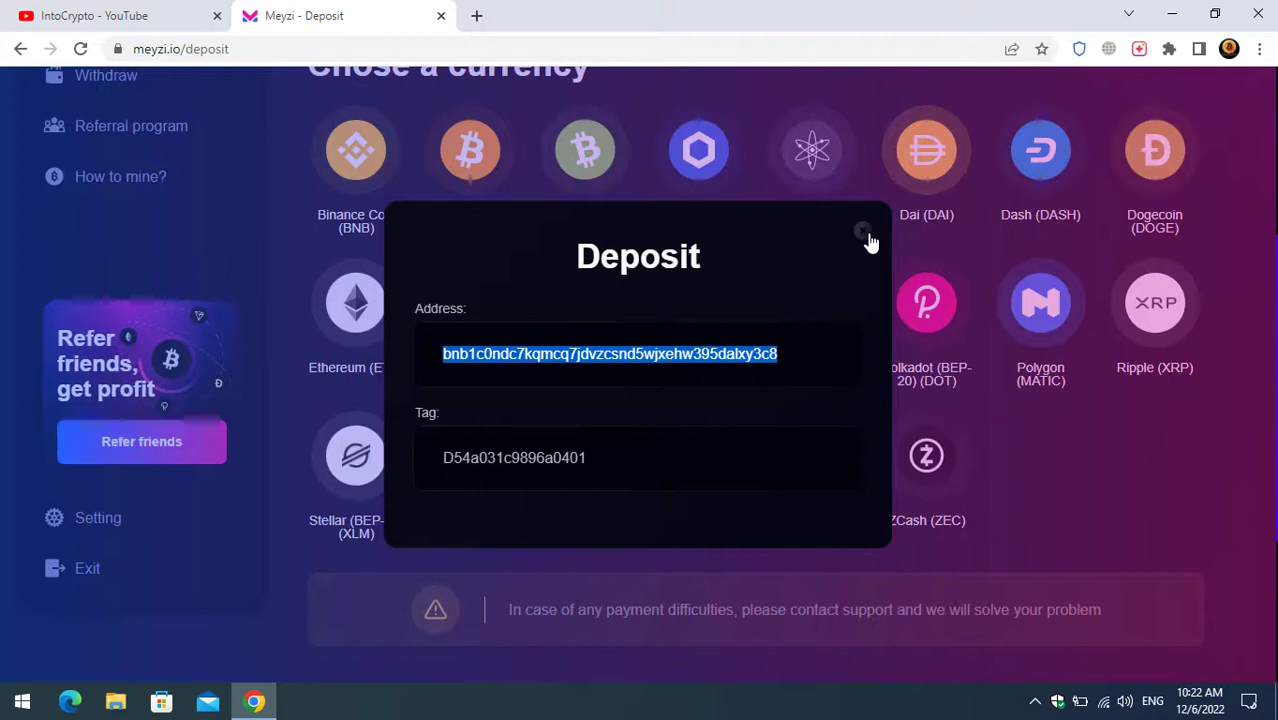 IntoCrypto - YouTube
Meyzi - Deposit
meyzi.io/deposit
Withdraw
Referral program
How to mine?
Refer
friends,
get profit
Refer friends
Setting
Exit
Chose a currency
Binance Co
(BNB)
Dai (DAI)
Dash (DASH)
Dogecoin
(DOGE)
Ethereum (E
olkadot (BEP-
20) (DOT)
Polygon
(MATIC)
XRP
Ripple (XRP)
Stellar (BEP-
(XLM)
ZCash (ZEC)
Deposit
Address:
bnb1c0ndc7kqmcq7jdvzcsnd5wjxehw395dalxy3c8
Tag:
D54a031c9896a0401
In case of any payment difficulties, please contact support and we will solve your problem
ENG
10:22 AM
12/6/2022